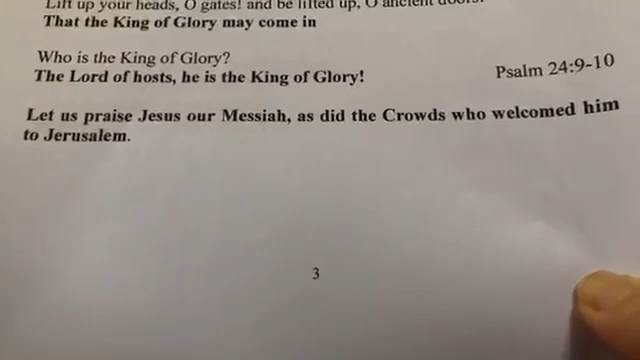 Lift up your heads, O gates! and be lifted up, O ancient doors!
That the King of Glory may come in
Who is the King of Glory?
The Lord of hosts, he is the King of Glory!
Psalm 24:9-10
Let us praise Jesus our Messiah, as did the Crowds who welcomed him
to Jerusalem.
3